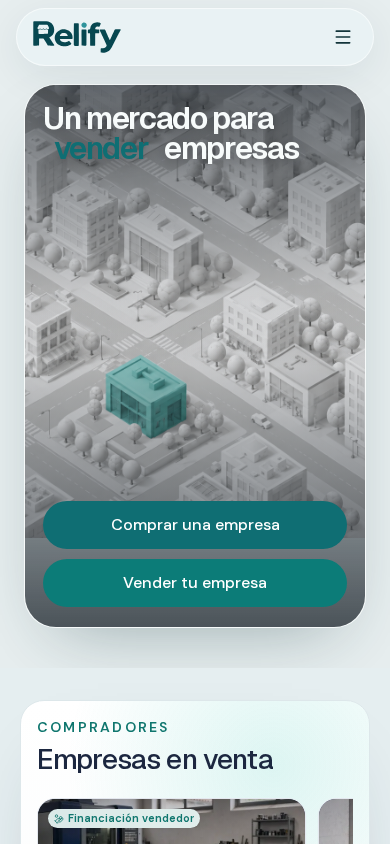 Relify
Un mercado para
vender empresas
Comprar una empresa
Vender tu empresa
COMPRADORES
Empresas en venta
Financiación vendedor